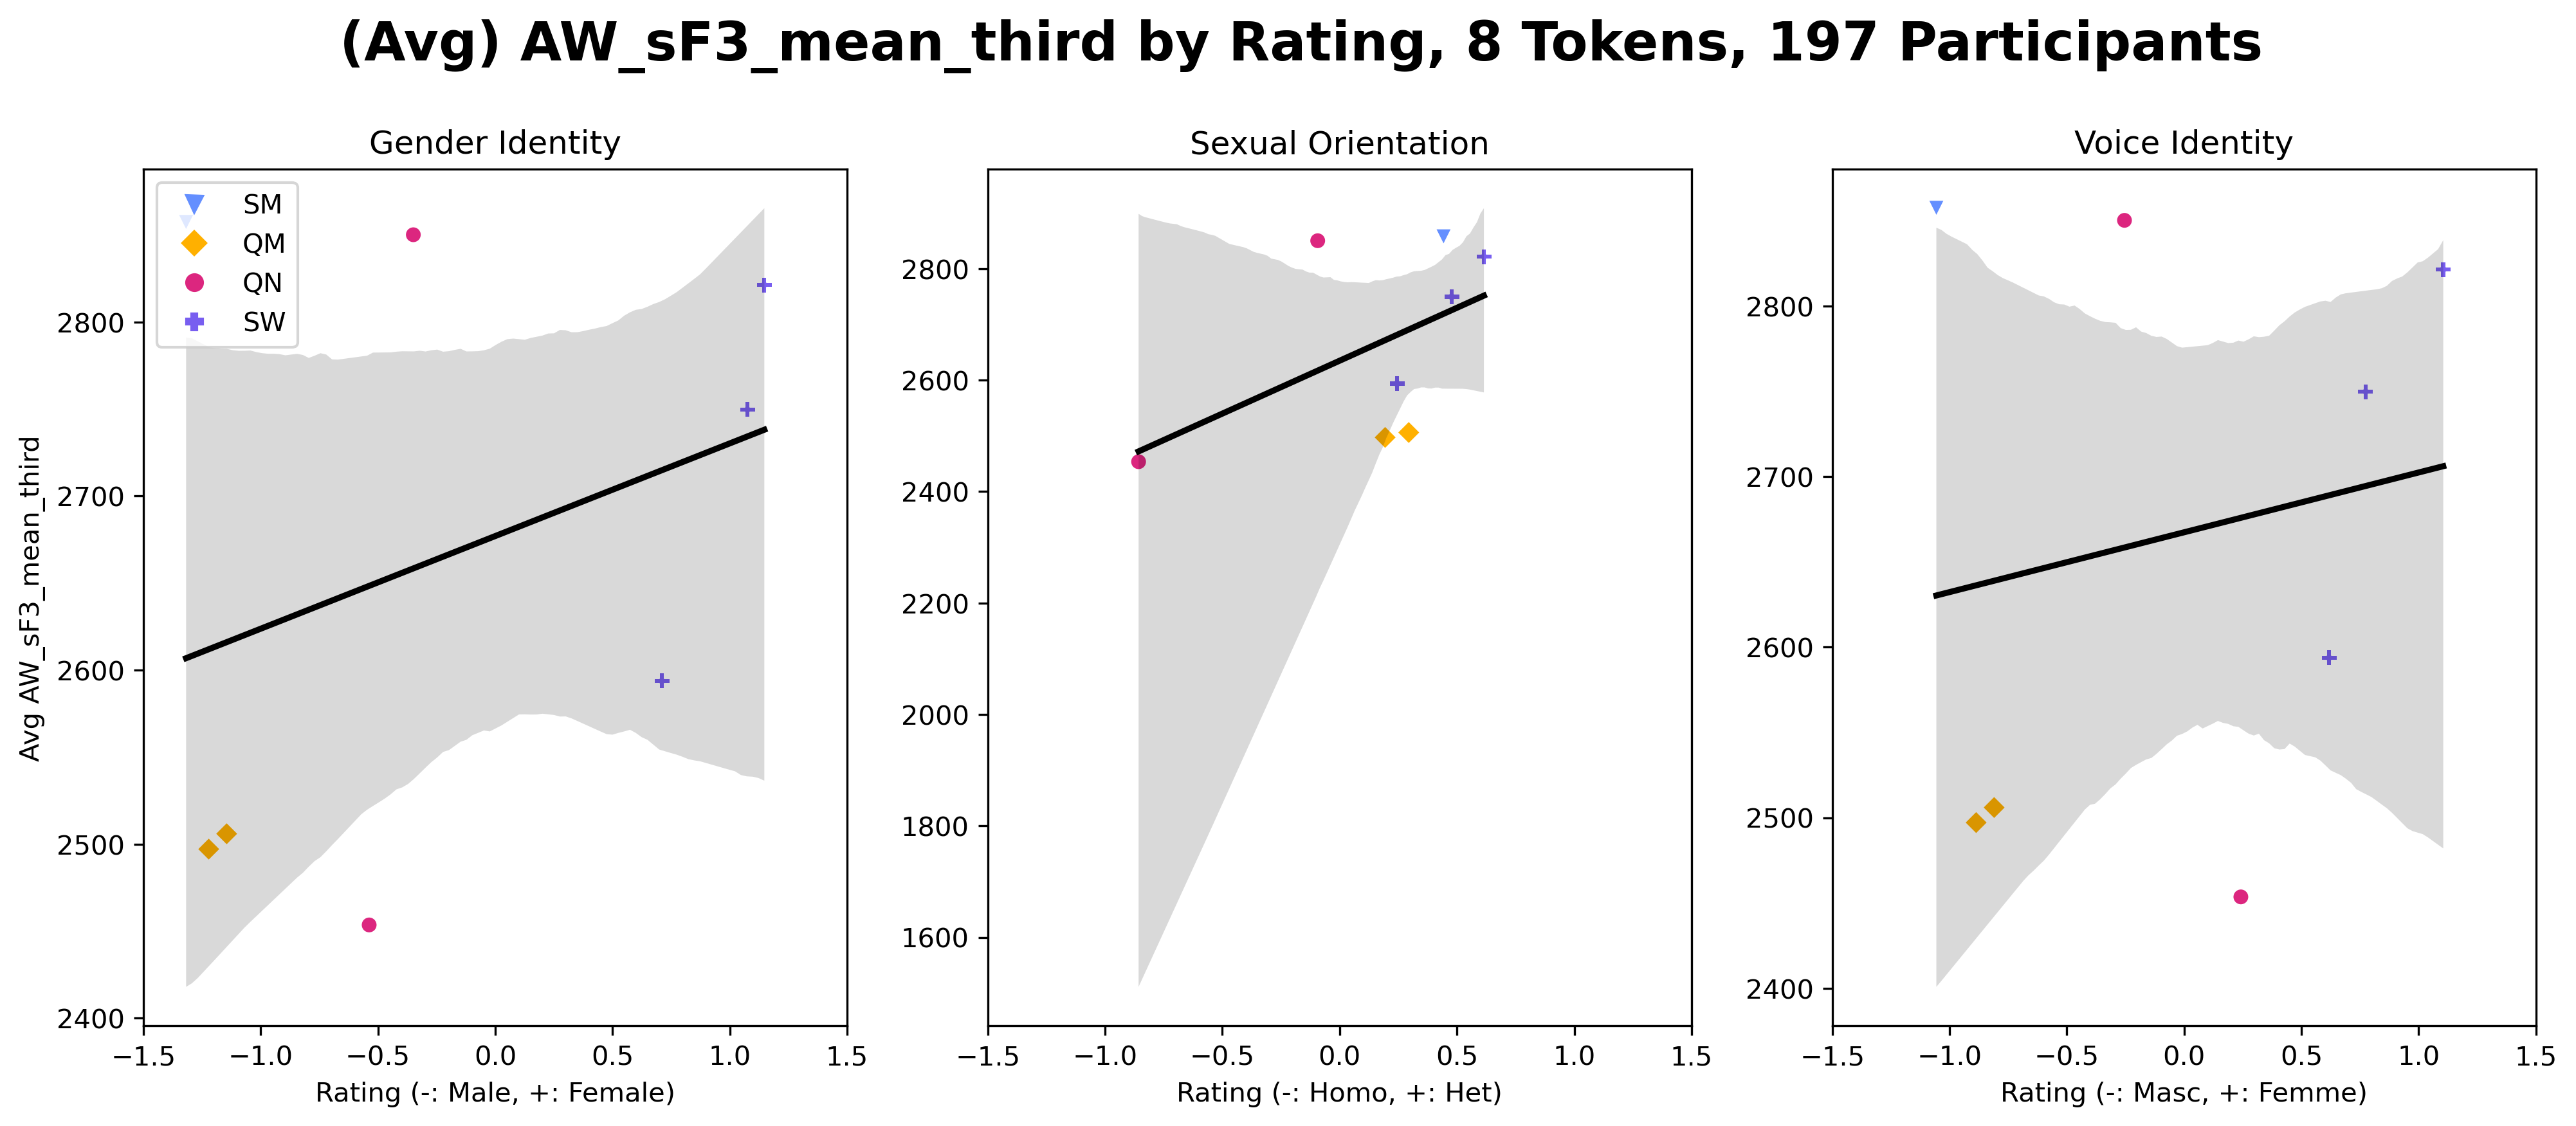 (Avg) AW_sF3_mean_third by Rating, 8 Tokens, 197 Participants
Gender Identity
SM
QM
QN
SW
2800
2700
2600
2500
2400
−1.5 −1.0 −0.5 0.0 0.5 1.0 1.5
Rating (-: Male, +: Female)
Avg AW_sF3_mean_third
Sexual Orientation
2800
2600
2400
2200
2000
1800
1600
−1.5 −1.0 −0.5 0.0 0.5 1.0 1.5
Rating (-: Homo, +: Het)
Voice Identity
2800
2700
2600
2500
2400
−1.5 −1.0 −0.5 0.0 0.5 1.0 1.5
Rating (-: Masc, +: Femme)